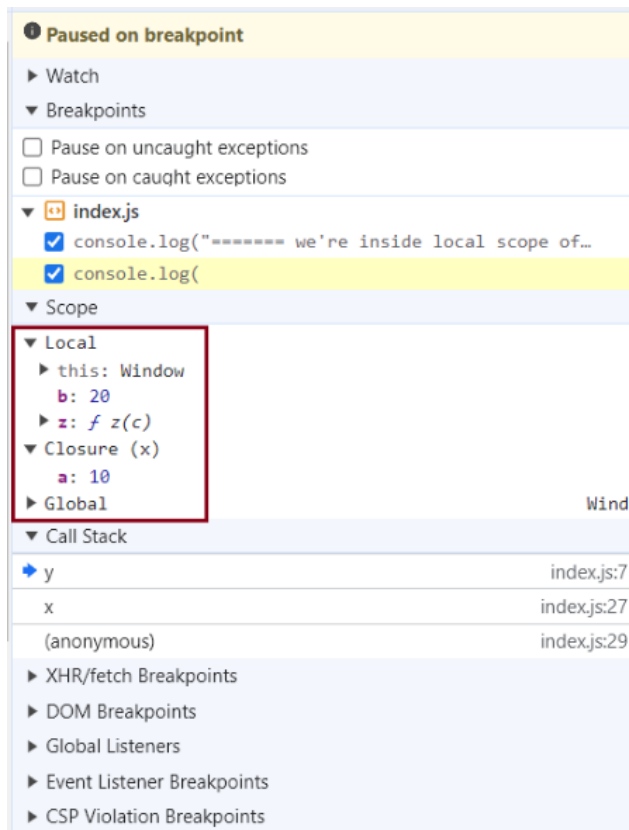 Paused on breakpoint
Watch
Breakpoints
Pause on uncaught exceptions
Pause on caught exceptions
index.js
console.log("======= we're inside local scope of…
console.log(
Scope
Local
this: Window
b: 20
z: ƒ z(c)
Closure (x)
a: 10
Global Wind
Call Stack
y index.js:7
x index.js:27
(anonymous) index.js:29
XHR/fetch Breakpoints
DOM Breakpoints
Global Listeners
Event Listener Breakpoints
CSP Violation Breakpoints